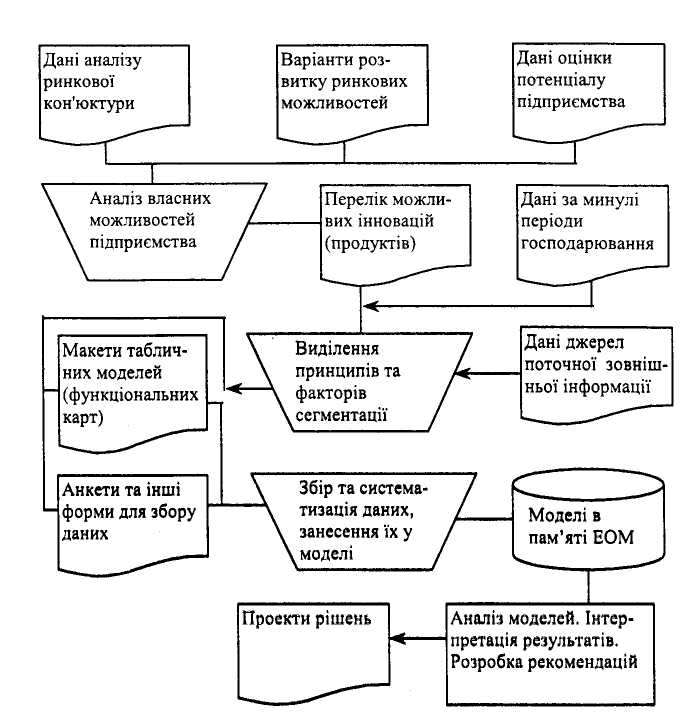 Дані аналізу
ринкової
кон'юктури
Варіанти роз-
витку ринкових
можливостей
Дані оцінки
потенціалу
підприємства
Аналіз власних
можливостей
підприємства
Перелік можли-
вих інновацій
(продуктів)
Дані за минулі
періоди
господарювання
Макети таблич-
них моделей
(функціональних
карт)
Виділення
принципів та
факторів
сегментації
Дані джерел
поточної зовніш-
ньої інформації
Анкети та інші
форми для збору
даних
Збір та система-
тизація даних,
занесення їх у
моделі
Моделі в
пам'яті ЕОМ
Проекти рішень
Аналіз моделей. Інтер-
претація результатів.
Розробка рекомендацій